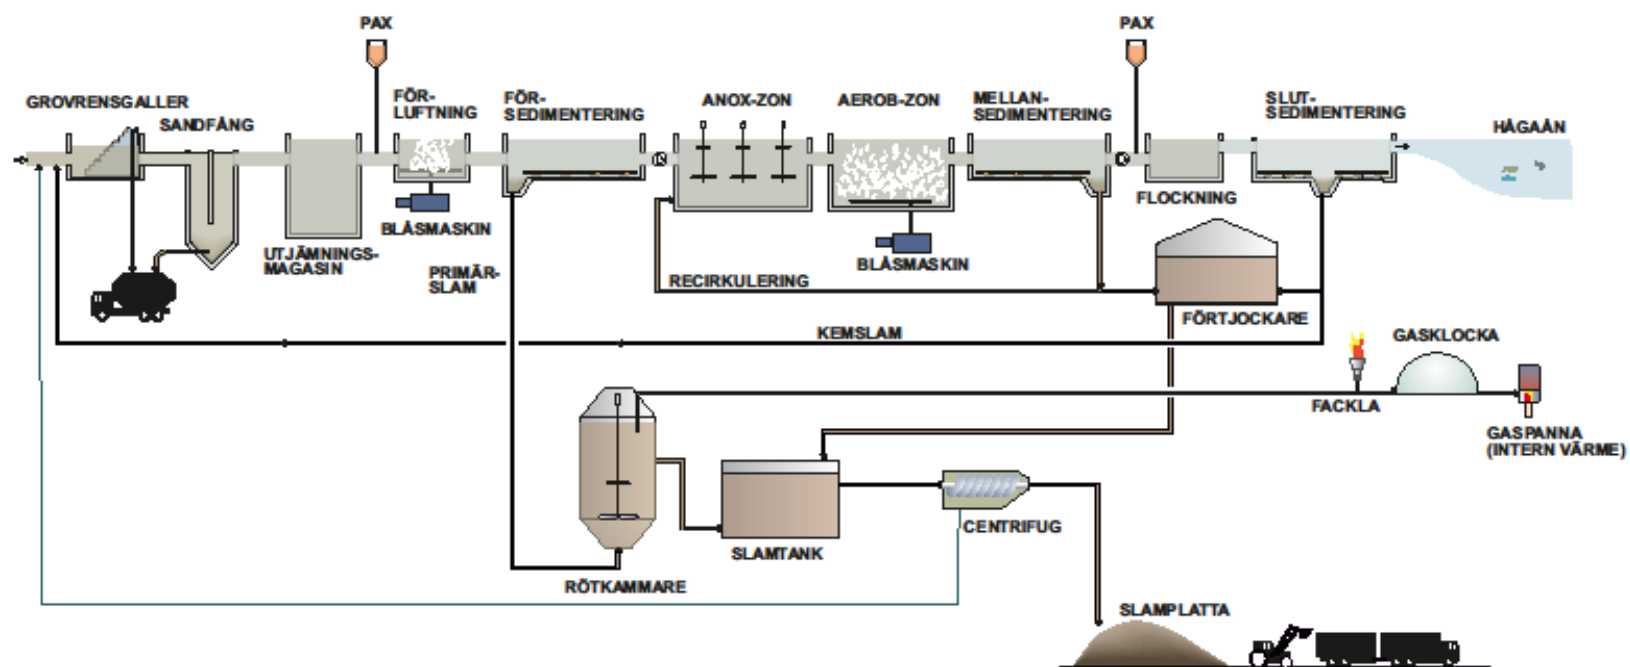 PAX
PAX
GROVRENSGALLER
SANDFÅNG
FÖR-
LUFTNING
FÖR-
SEDIMENTERING
ANOX-ZON
AEROB-ZON
MELLAN-
SEDIMENTERING
SLUT-
SEDIMENTERING
HÅGAÅN
FLOCKNING
BLÅSMASKIN
UTJÄMNINGS-
MAGASIN
PRIMÄR-
SLAM
RECIRKULERING
BLÅSMASKIN
FÖRTJOCKARE
KEMSLAM
GASKLOCKA
FACKLA
GASPANNA
(INTERN VÄRME)
CENTRIFUG
SLAMTANK
RÖTKAMMARE
SLAMPLATTA